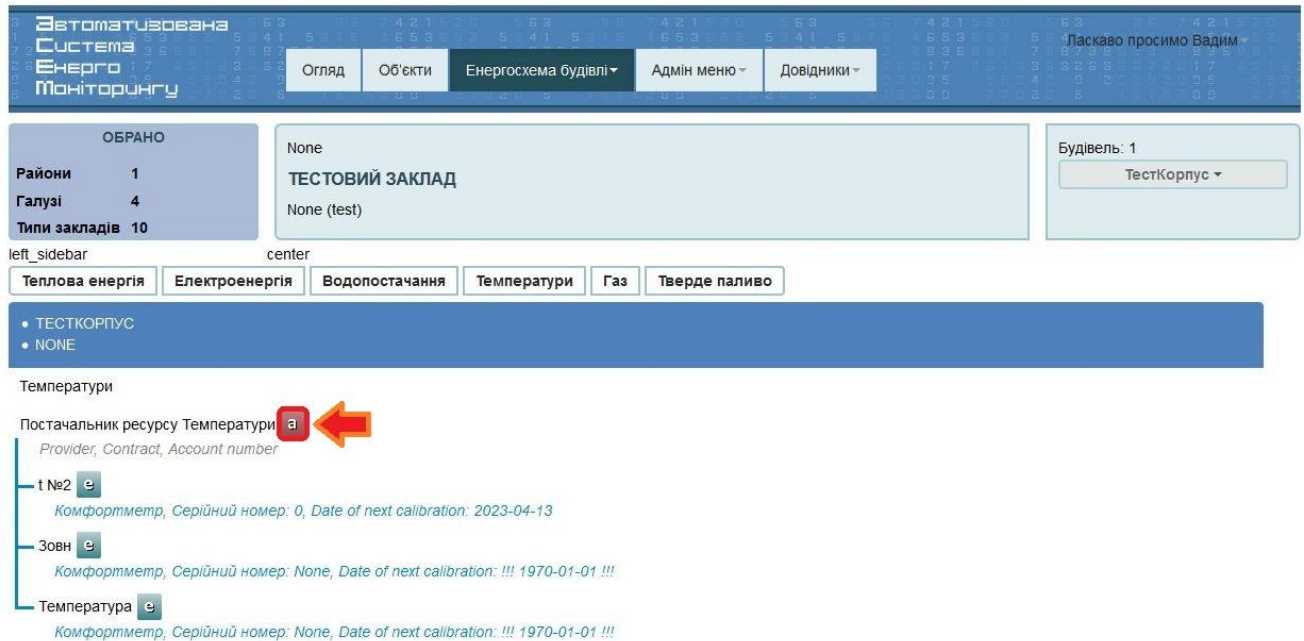 Автоматизована
Система
Енерго
Моніторингу
Огляд Об'єкти Енергосхема будівлі Адмін меню Довідники
Ласкаво просимо Вадим
ОБРАНО
Райони 1
Галузі 4
Типи закладів 10
None
ТЕСТОВИЙ ЗАКЛАД
None (test)
Будівель: 1
ТестКорпус
left_sidebar center
Теплова енергія Електроенергія Водопостачання Температури Газ Тверде паливо
• ТЕСТКОРПУС
• NONE
Температури
Постачальник ресурсу Температури a
Provider, Contract, Account number
t №2 e
Комфортметр, Серійний номер: 0, Date of next calibration: 2023-04-13
Зовн e
Комфортметр, Серійний номер: None, Date of next calibration: !!! 1970-01-01 !!!
Температура e
Комфортметр, Серійний номер: None, Date of next calibration: !!! 1970-01-01 !!!